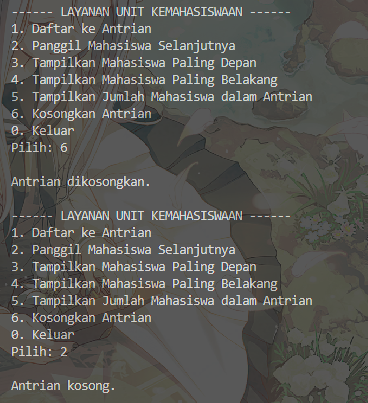 ------ LAYANAN UNIT KEMAHASISWAAN ------
1. Daftar ke Antrian
2. Panggil Mahasiswa Selanjutnya
3. Tampilkan Mahasiswa Paling Depan
4. Tampilkan Mahasiswa Paling Belakang
5. Tampilkan Jumlah Mahasiswa dalam Antrian
6. Kosongkan Antrian
0. Keluar
Pilih: 6
Antrian dikosongkan.
------ LAYANAN UNIT KEMAHASISWAAN ------
1. Daftar ke Antrian
2. Panggil Mahasiswa Selanjutnya
3. Tampilkan Mahasiswa Paling Depan
4. Tampilkan Mahasiswa Paling Belakang
5. Tampilkan Jumlah Mahasiswa dalam Antrian
6. Kosongkan Antrian
0. Keluar
Pilih: 2
Antrian kosong.